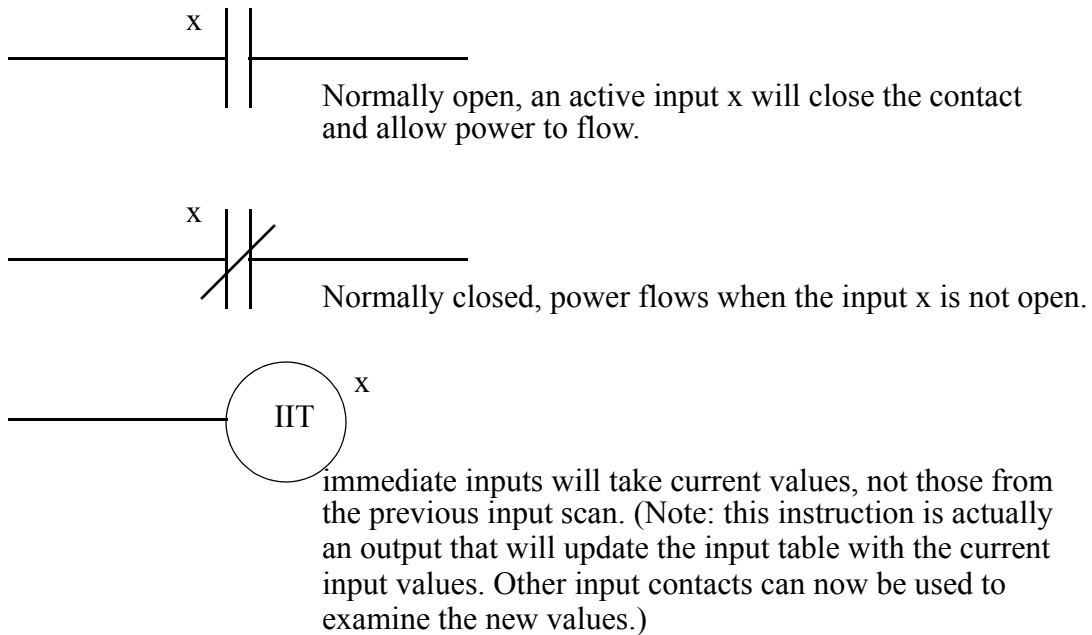 x
Normally open, an active input x will close the contact
and allow power to flow.
x
Normally closed, power flows when the input x is not open.
x
IIT
immediate inputs will take current values, not those from
the previous input scan. (Note: this instruction is actually
an output that will update the input table with the current
input values. Other input contacts can now be used to
examine the new values.)